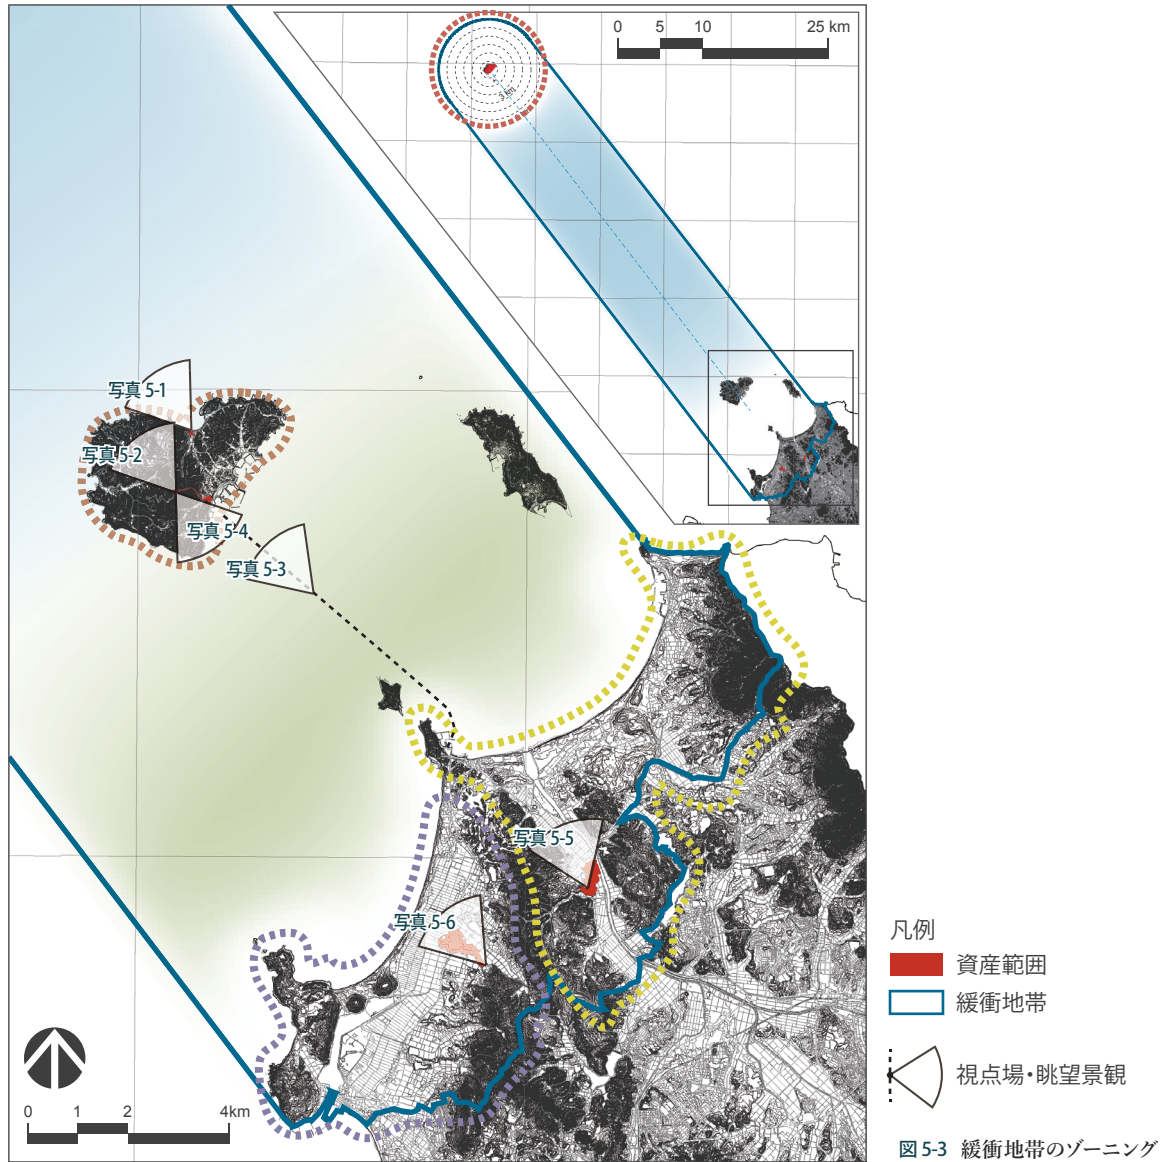 0 5 10 25 km
3 km
写真 5-1
写真 5-2
写真 5-4
写真 5-3
写真 5-5
写真 5-6
0 1 2 4km
凡例
資産範囲
緩衝地帯
視点場・眺望景観
図 5-3 緩衝地帯のゾーニング